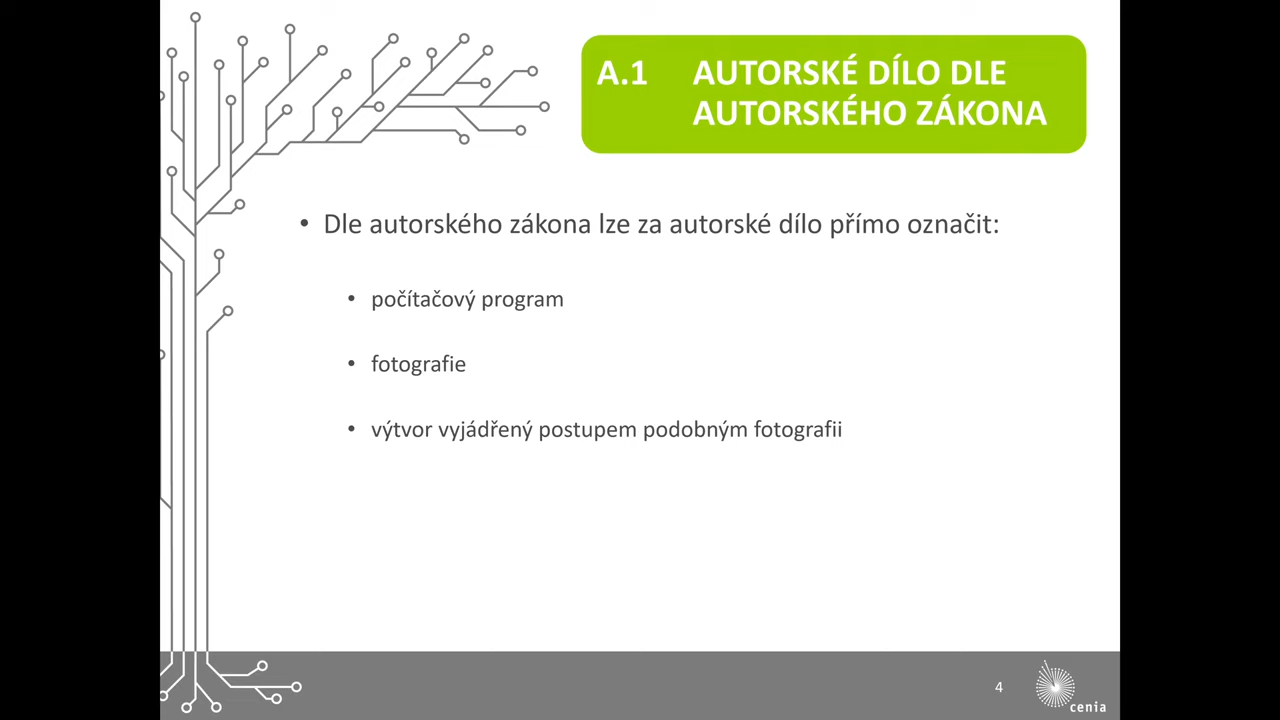 A.1 AUTORSKÉ DÍLO DLE
AUTORSKÉHO ZÁKONA
• Dle autorského zákona lze za autorské dílo přímo označit:
• počítačový program
• fotografie
• výtvor vyjádřený postupem podobným fotografii
4
cenia